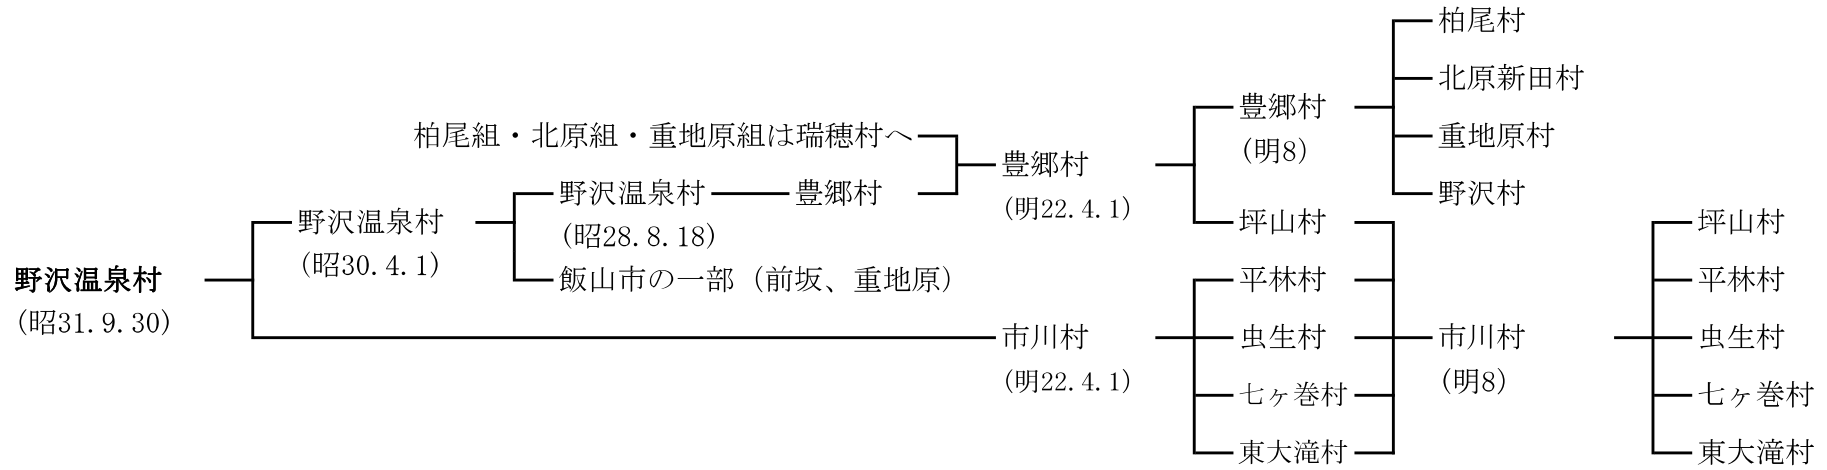 柏尾村
北原新田村
豊郷村
(明8)
柏尾組・北原組・重地原組は瑞穂村へ
重地原村
豊郷村
(明22.4.1)
野沢温泉村
(昭28.8.18)
豊郷村
野沢村
野沢温泉村
(昭30.4.1)
坪山村
坪山村
野沢温泉村
(昭31.9.30)
飯山市の一部（前坂、重地原）
平林村
平林村
市川村
(明22.4.1)
虫生村
市川村
(明8)
虫生村
七ヶ巻村
七ヶ巻村
東大滝村
東大滝村